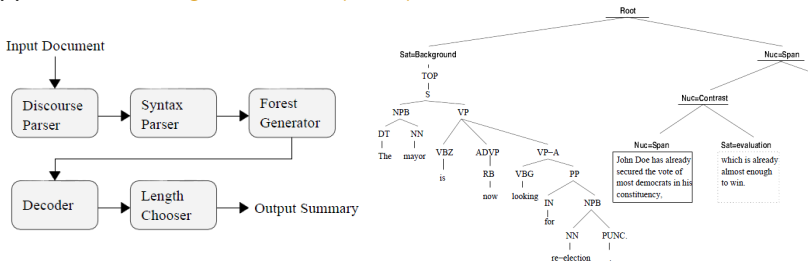 Input Document
Discourse
Parser
Syntax
Parser
Forest
Generator
Decoder
Length
Chooser
Output Summary
Root
Sat=Background
Nuc=Span
TOP
S
NPB
VP
Nuc=Contrast
DT
NN
The
mayor
VBZ
ADVP
VP-A
is
RB
VBG
PP
now
looking
IN
NPB
for
NN
PUNC.
re-election
.
Nuc=Span
Sat=evaluation
John Doe has already
secured the vote of
most democrats in his
constituency,
which is already
almost enough
to win.